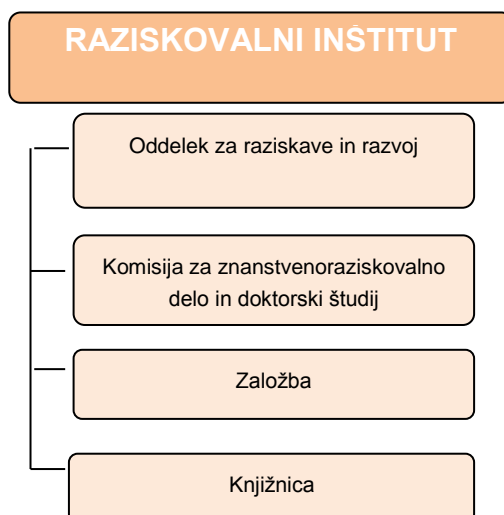 RAZISKOVALNI INŠTITUT
Oddelek za raziskave in razvoj
Komisija za znanstvenoraziskovalno
delo in doktorski študij
Založba
Knjižnica